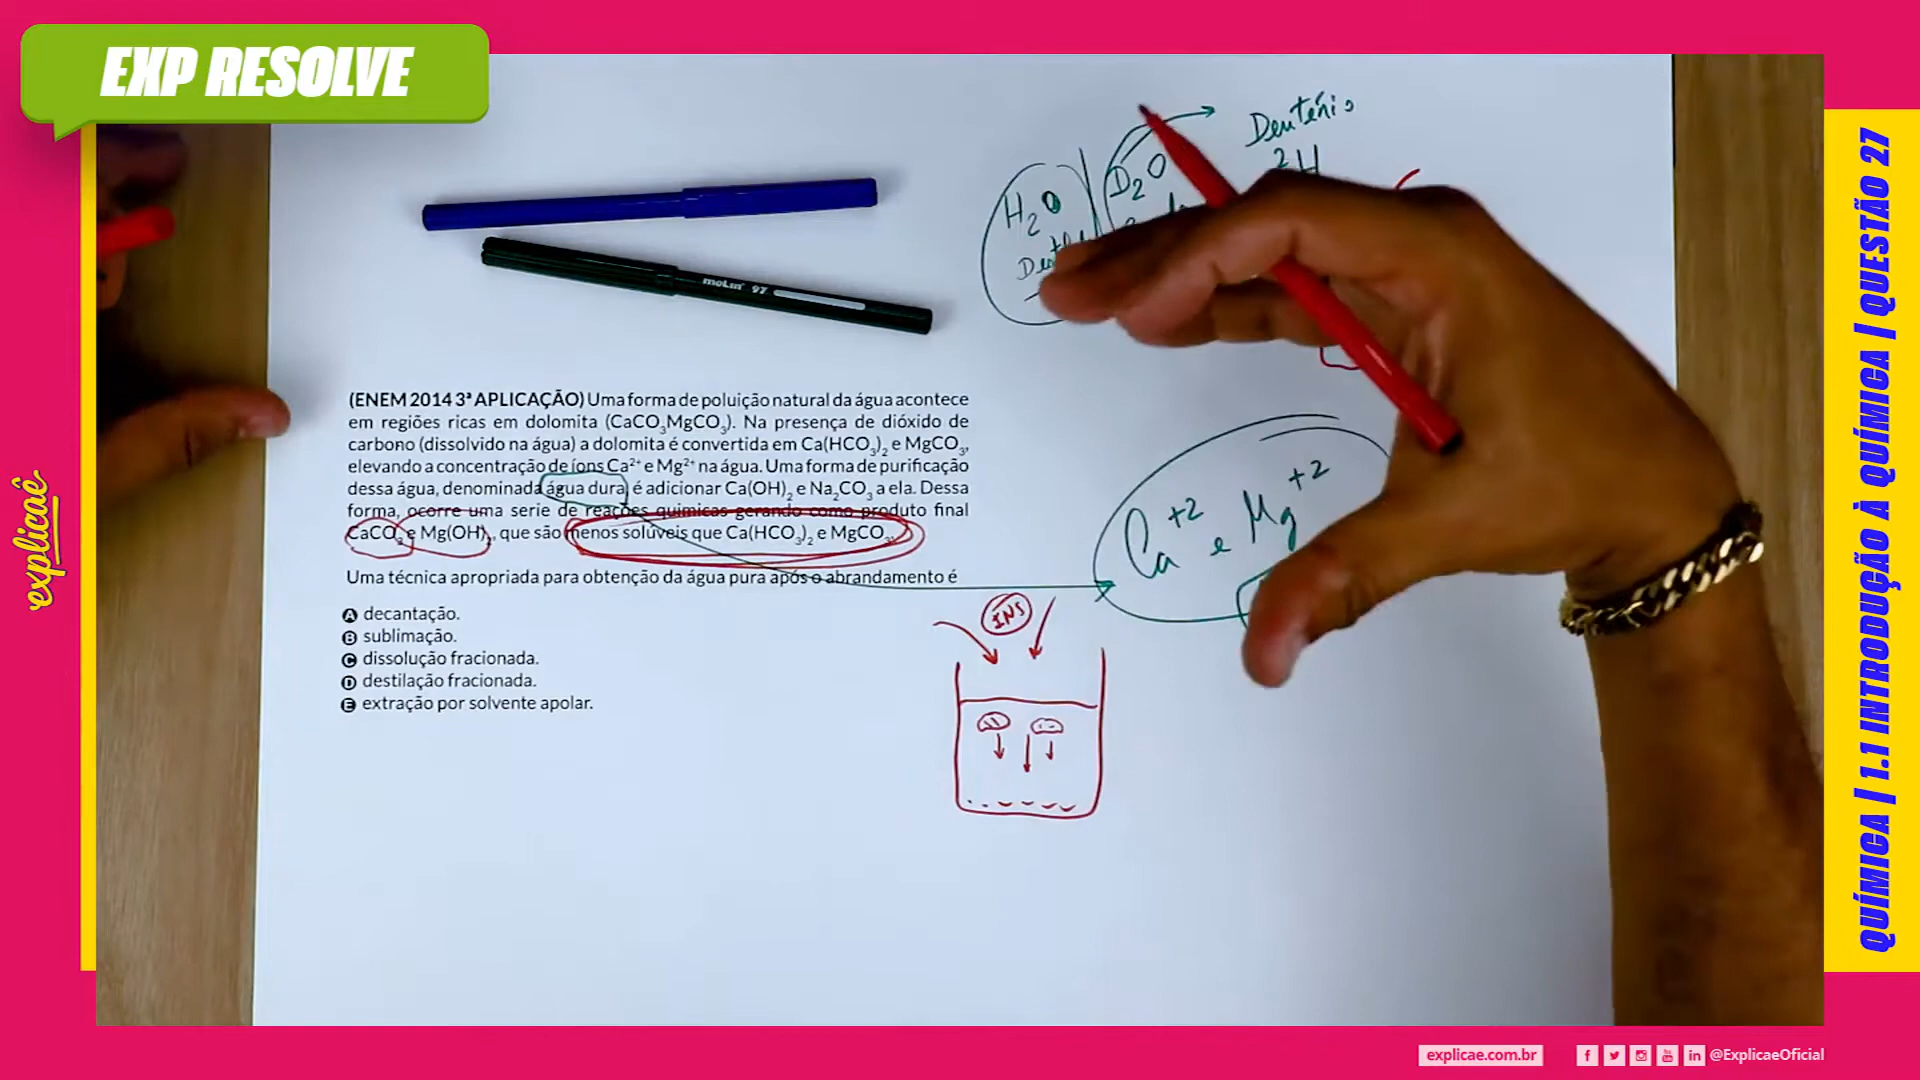 EXP RESOLVE
Deutério
²H
H₂O
D₂O
(ENEM 2014 3ª APLICAÇÃO) Uma forma de poluição natural da água acontece
em regiões ricas em dolomita (CaCO₃MgCO₃). Na presença de dióxido de
carbono (dissolvido na água) a dolomita é convertida em Ca(HCO₃)₂ e MgCO₃,
elevando a concentração de íons Ca²⁺ e Mg²⁺ na água. Uma forma de purificação
dessa água, denominada água dura, é adicionar Ca(OH)₂ e Na₂CO₃ a ela. Dessa
forma, ocorre uma serie de reações químicas gerando como produto final
CaCO₃ e Mg(OH)₂, que são menos solúveis que Ca(HCO₃)₂ e MgCO₃.
Uma técnica apropriada para obtenção da água pura após o abrandamento é
A decantação.
B sublimação.
C dissolução fracionada.
D destilação fracionada.
E extração por solvente apolar.
Ca⁺² e Mg⁺²
INS
moLin 97
explicaê
QUÍMICA | 1.1 INTRODUÇÃO À QUÍMICA | QUESTÃO 27
explicae.com.br
@ExplicaeOficial